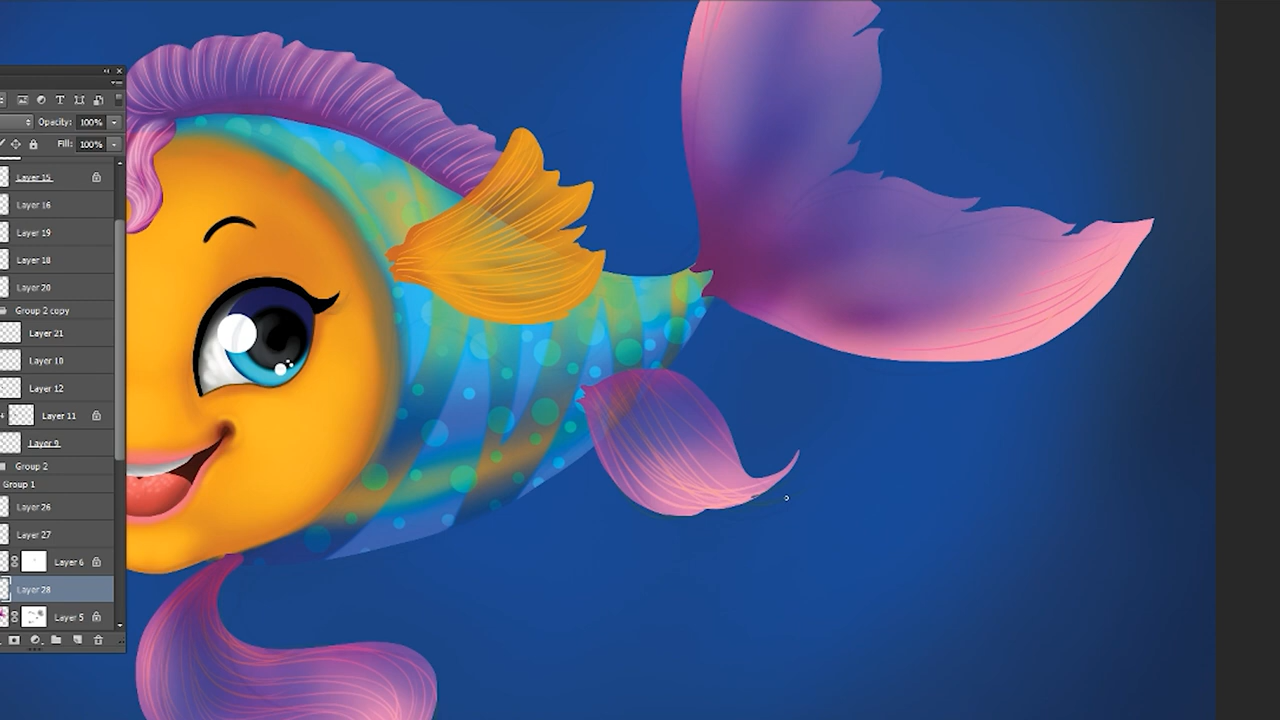 Opacity: 100%
Fill: 100%
Layer 15
Layer 16
Layer 19
Layer 18
Layer 20
Group 2 copy
Layer 21
Layer 10
Layer 12
Layer 11
Layer 9
Group 2
Group 1
Layer 26
Layer 27
Layer 6
Layer 28
Layer 5